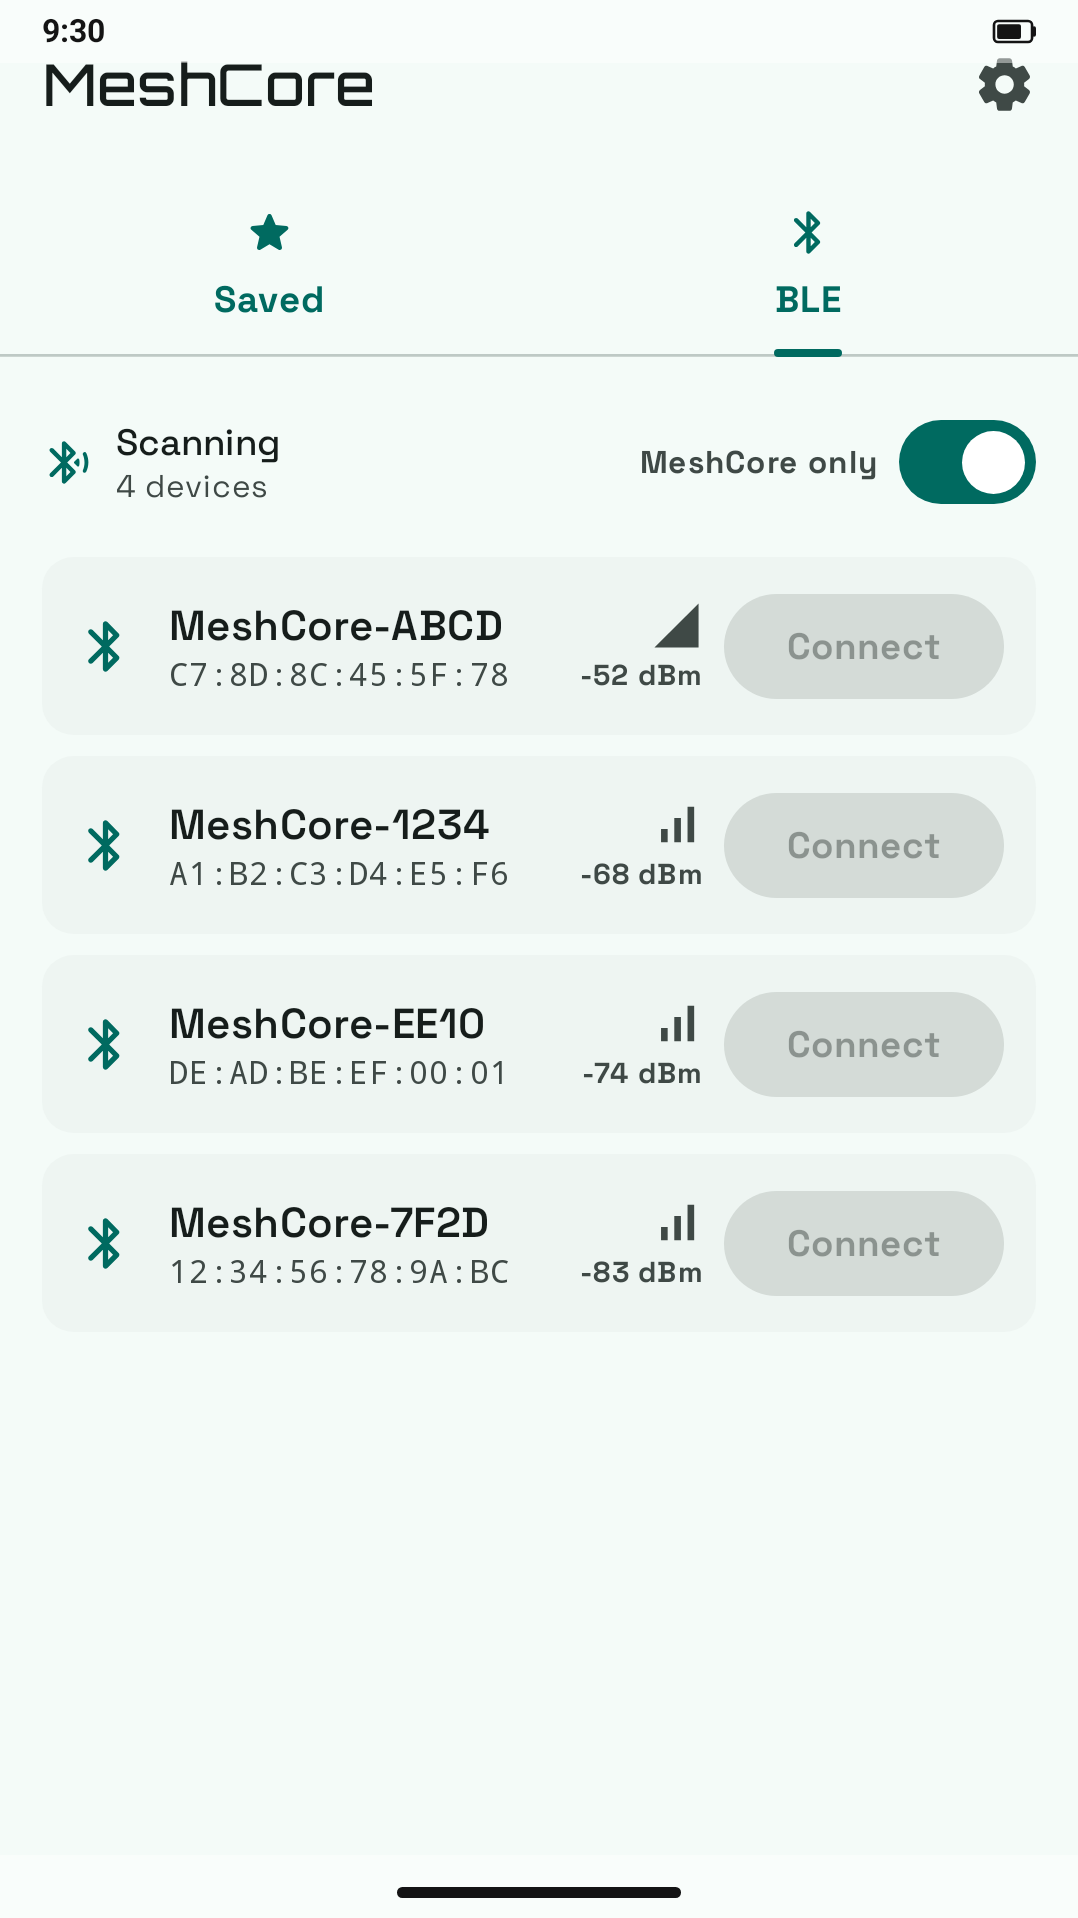 9:30
MeshCore
Saved
BLE
Scanning
4 devices
MeshCore only
MeshCore-ABCD
C7:8D:8C:45:5F:78
-52 dBm
Connect
MeshCore-1234
A1:B2:C3:D4:E5:F6
-68 dBm
Connect
MeshCore-EE10
DE:AD:BE:EF:00:01
-74 dBm
Connect
MeshCore-7F2D
12:34:56:78:9A:BC
-83 dBm
Connect